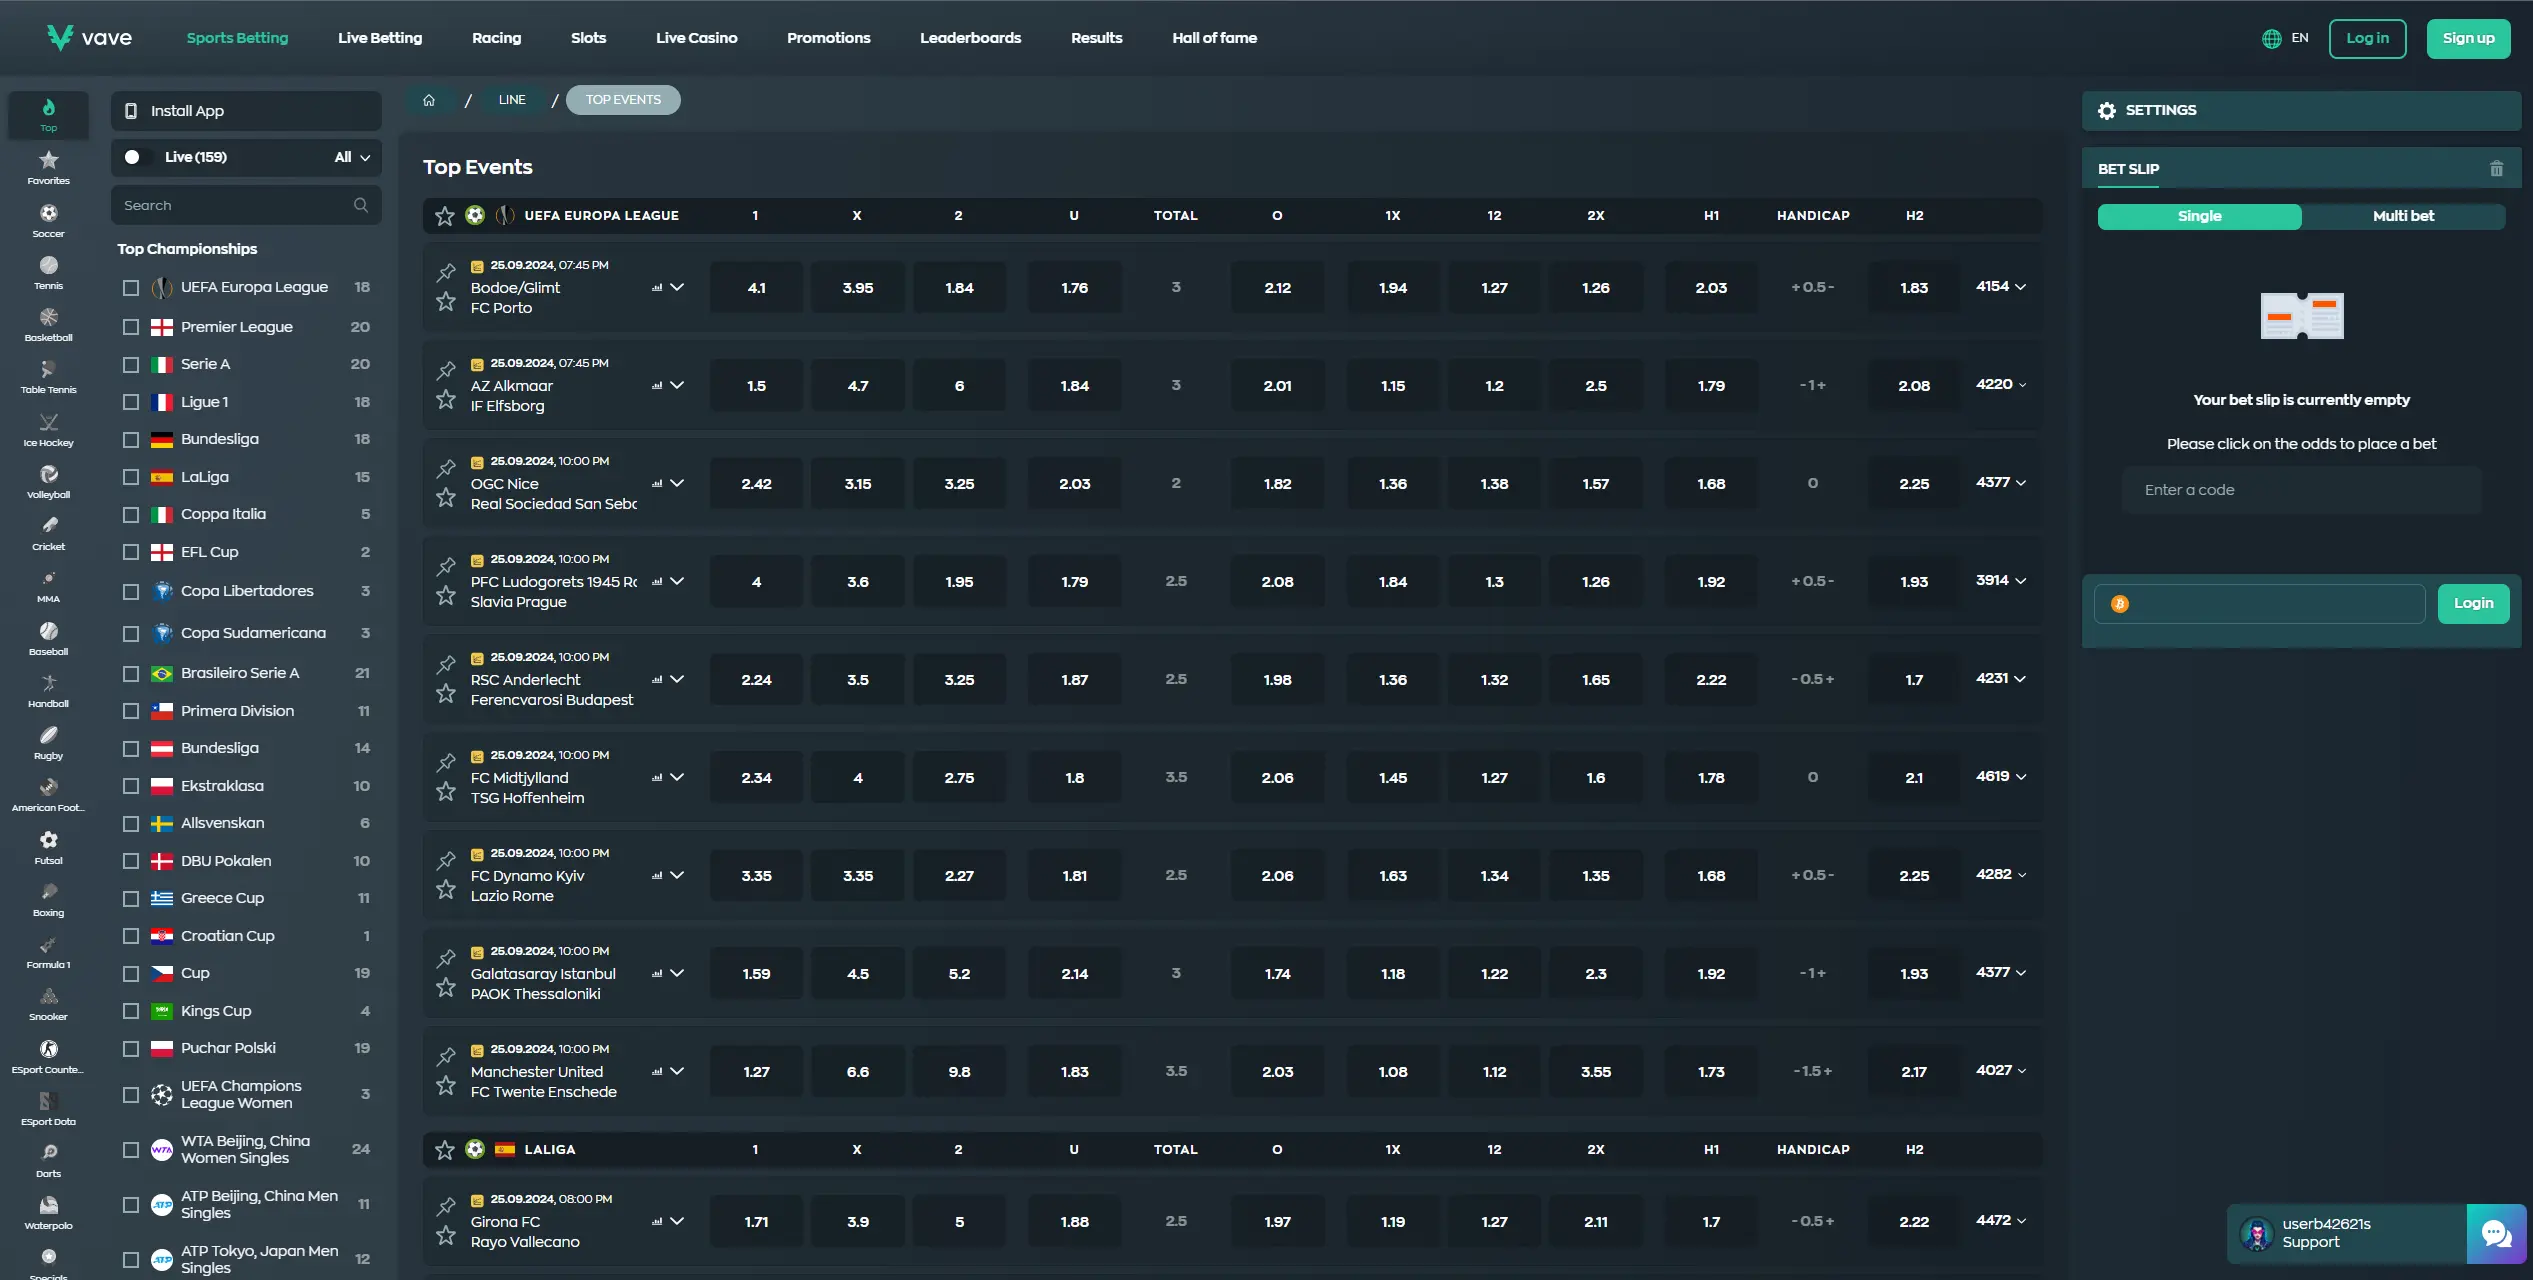 vave Sports Betting Live Betting Racing Slots Live Casino Promotions Leaderboards Results Hall of fame EN Log in Sign up
Top
Favorites
Soccer
Tennis
Basketball
Table Tennis
Ice Hockey
Volleyball
Cricket
MMA
Baseball
Handball
Rugby
American Foot...
Futsal
Boxing
Formula 1
Snooker
ESport Counte...
ESport Dota
Darts
Waterpolo
Specials
Install App
Live (159) All
Search
Top Championships
UEFA Europa League 18
Premier League 20
Serie A 20
Ligue 1 18
Bundesliga 18
LaLiga 15
Coppa Italia 5
EFL Cup 2
Copa Libertadores 3
Copa Sudamericana 3
Brasileiro Serie A 21
Primera Division 11
Bundesliga 14
Ekstraklasa 10
Allsvenskan 6
DBU Pokalen 10
Greece Cup 11
Croatian Cup 1
Cup 19
Kings Cup 4
Puchar Polski 19
UEFA Champions
League Women 3
WTA Beijing, China
Women Singles 24
ATP Beijing, China Men
Singles 11
ATP Tokyo, Japan Men
Singles 12
/ LINE / TOP EVENTS
Top Events
UEFA EUROPA LEAGUE 1 X 2 U TOTAL O 1X 12 2X H1 HANDICAP H2
25.09.2024, 07:45 PM
Bodoe/Glimt
FC Porto
4.1 3.95 1.84 1.76 3 2.12 1.94 1.27 1.26 2.03 +0.5- 1.83 4154
25.09.2024, 07:45 PM
AZ Alkmaar
IF Elfsborg
1.5 4.7 6 1.84 3 2.01 1.15 1.2 2.5 1.79 -1+ 2.08 4220
25.09.2024, 10:00 PM
OGC Nice
Real Sociedad San Sebc
2.42 3.15 3.25 2.03 2 1.82 1.36 1.38 1.57 1.68 0 2.25 4377
25.09.2024, 10:00 PM
PFC Ludogorets 1945 Rc
Slavia Prague
4 3.6 1.95 1.79 2.5 2.08 1.84 1.3 1.26 1.92 +0.5- 1.93 3914
25.09.2024, 10:00 PM
RSC Anderlecht
Ferencvarosi Budapest
2.24 3.5 3.25 1.87 2.5 1.98 1.36 1.32 1.65 2.22 -0.5+ 1.7 4231
25.09.2024, 10:00 PM
FC Midtjylland
TSG Hoffenheim
2.34 4 2.75 1.8 3.5 2.06 1.45 1.27 1.6 1.78 0 2.1 4619
25.09.2024, 10:00 PM
FC Dynamo Kyiv
Lazio Rome
3.35 3.35 2.27 1.81 2.5 2.06 1.63 1.34 1.35 1.68 +0.5- 2.25 4282
25.09.2024, 10:00 PM
Galatasaray Istanbul
PAOK Thessaloniki
1.59 4.5 5.2 2.14 3 1.74 1.18 1.22 2.3 1.92 -1+ 1.93 4377
25.09.2024, 10:00 PM
Manchester United
FC Twente Enschede
1.27 6.6 9.8 1.83 3.5 2.03 1.08 1.12 3.55 1.73 -1.5+ 2.17 4027
LALIGA 1 X 2 U TOTAL O 1X 12 2X H1 HANDICAP H2
25.09.2024, 08:00 PM
Girona FC
Rayo Vallecano
1.71 3.9 5 1.88 2.5 1.97 1.19 1.27 2.11 1.7 -0.5+ 2.22 4472
SETTINGS
BET SLIP
Single Multi bet
Your bet slip is currently empty
Please click on the odds to place a bet
Enter a code
Login
userb42621s
Support